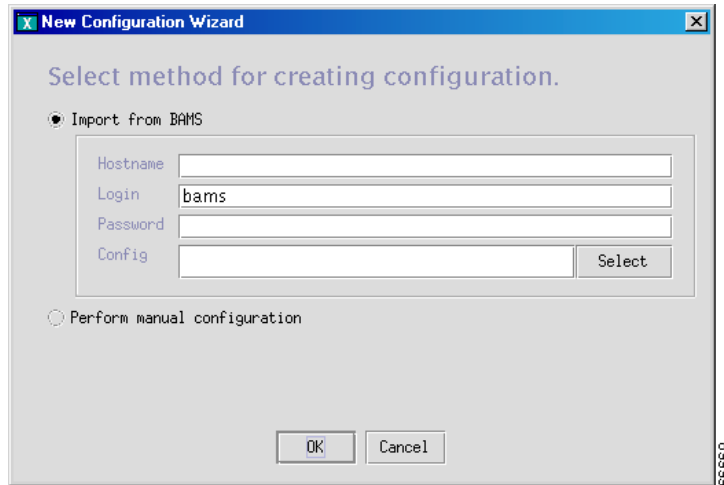 X New Configuration Wizard
Select method for creating configuration.
Import from BAMS
Hostname
Login bams
Password
Config Select
Perform manual configuration
OK Cancel